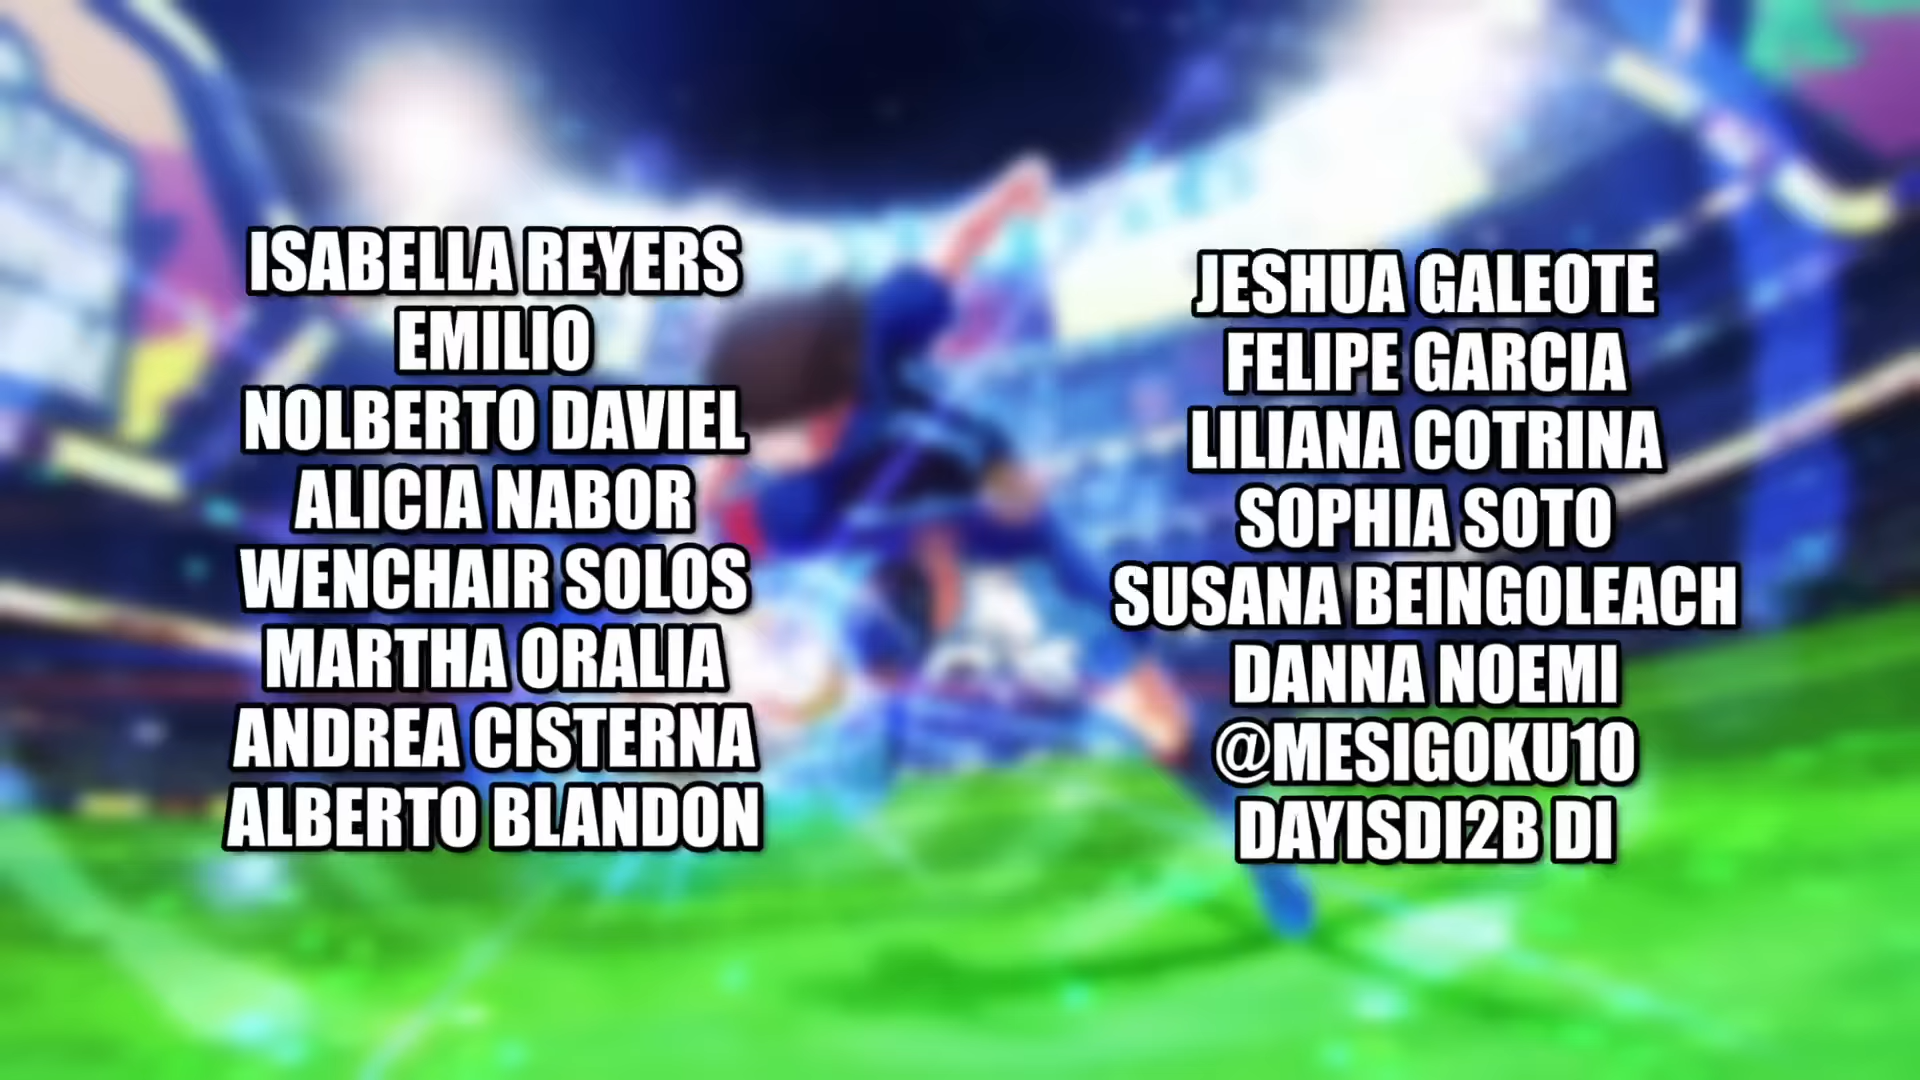 ISABELLA REYERS
EMILIO
NOLBERTO DAVIEL
ALICIA NABOR
WENCHAIR SOLOS
MARTHA ORALIA
ANDREA CISTERNA
ALBERTO BLANDON
JESHUA GALEOTE
FELIPE GARCIA
LILIANA COTRINA
SOPHIA SOTO
SUSANA BEINGOLEACH
DANNA NOEMI
@MESIGOKU10
DAYISDI2B DI